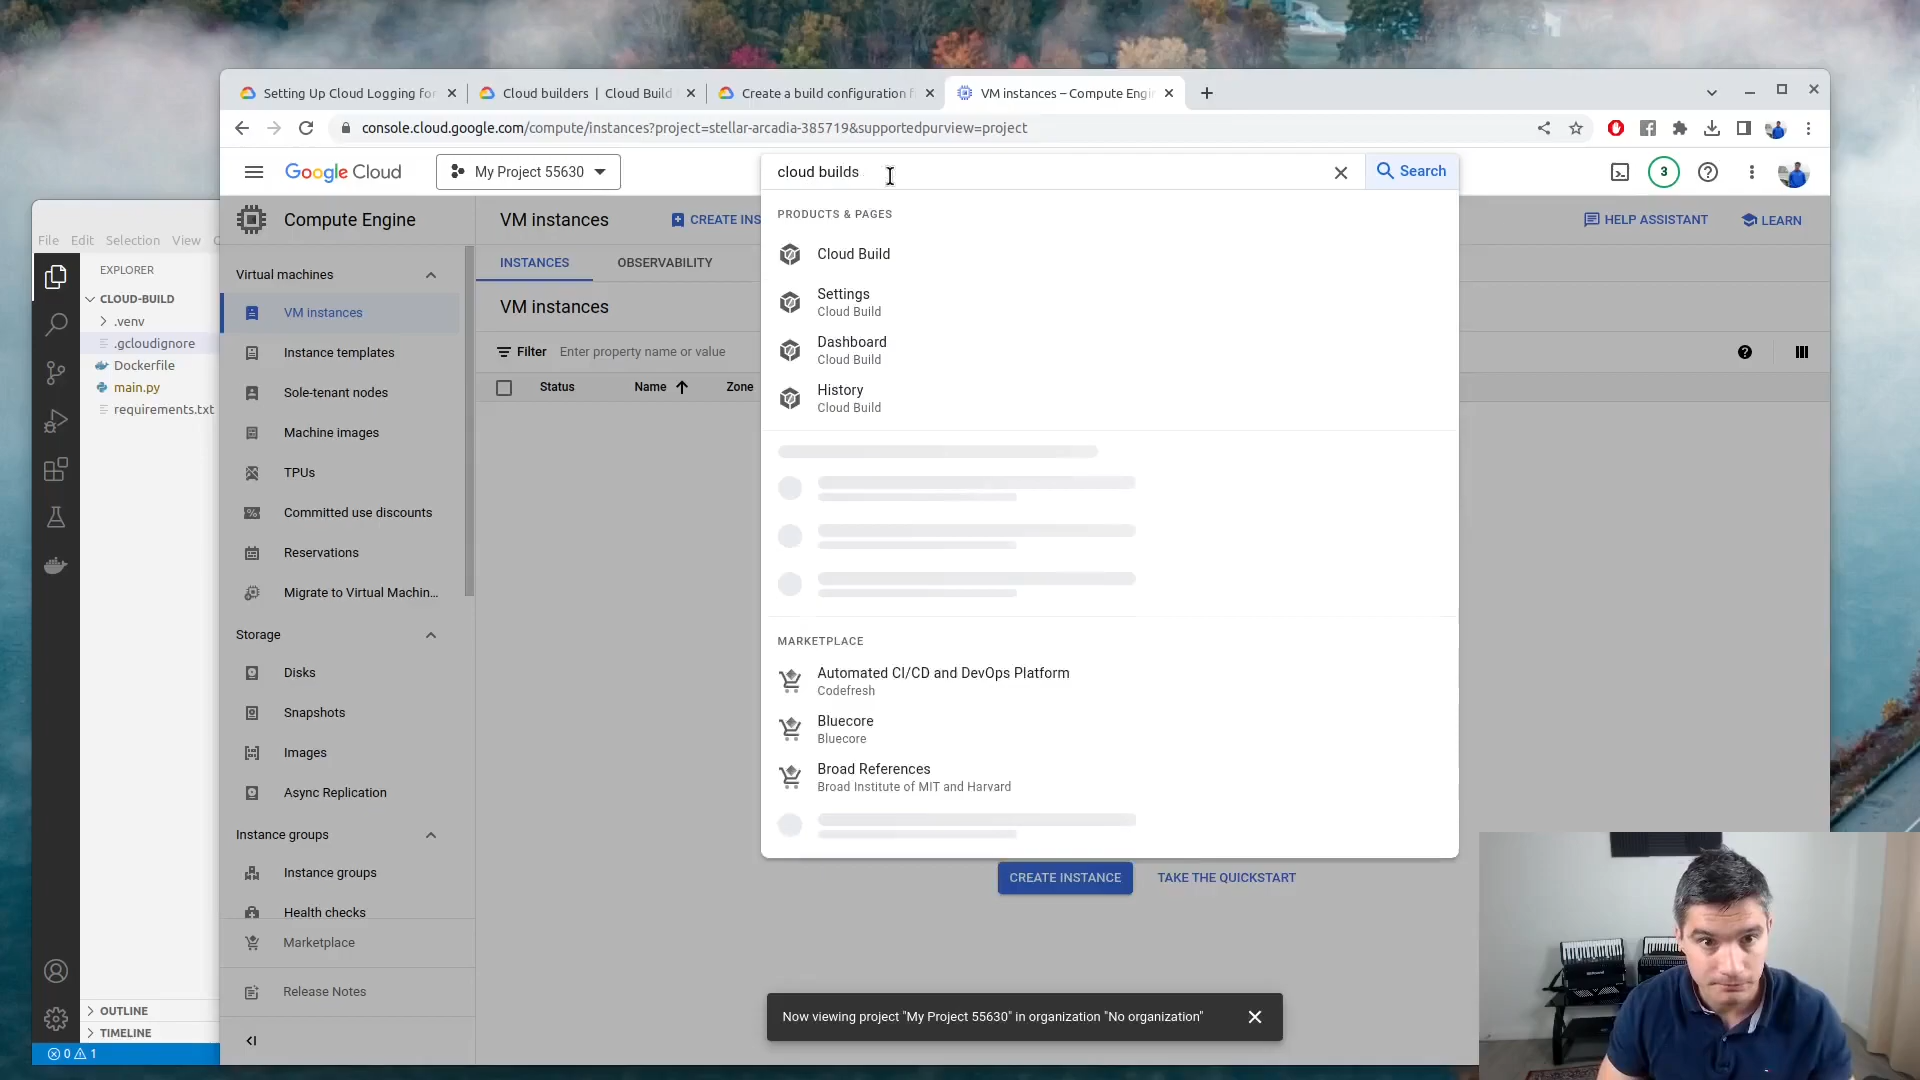 Setting Up Cloud Logging for
Cloud builders | Cloud Build
Create a build configuration f
VM instances – Compute Engin
console.cloud.google.com/compute/instances?project=stellar-arcadia-385719&supportedpurview=project
Google Cloud
My Project 55630
cloud builds
Search
3
Compute Engine
VM instances
CREATE INS
HELP ASSISTANT
LEARN
File Edit Selection View
EXPLORER
CLOUD-BUILD
.venv
.gcloudignore
Dockerfile
main.py
requirements.txt
OUTLINE
TIMELINE
0 1
Virtual machines
VM instances
Instance templates
Sole-tenant nodes
Machine images
TPUs
Committed use discounts
Reservations
Migrate to Virtual Machin...
Storage
Disks
Snapshots
Images
Async Replication
Instance groups
Instance groups
Health checks
Marketplace
Release Notes
INSTANCES
OBSERVABILITY
VM instances
Filter
Enter property name or value
Status
Name
Zone
PRODUCTS & PAGES
Cloud Build
Settings
Cloud Build
Dashboard
Cloud Build
History
Cloud Build
MARKETPLACE
Automated CI/CD and DevOps Platform
Codefresh
Bluecore
Bluecore
Broad References
Broad Institute of MIT and Harvard
CREATE INSTANCE
TAKE THE QUICKSTART
Now viewing project "My Project 55630" in organization "No organization"